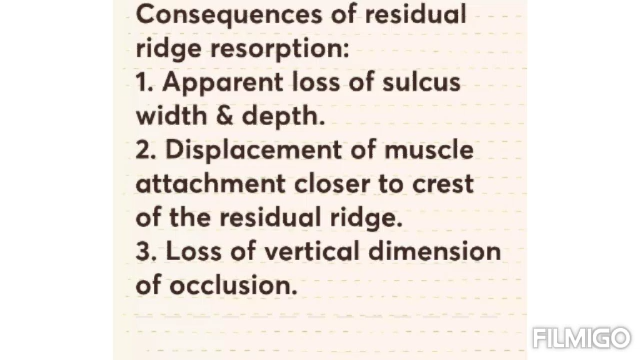 Consequences of residual
ridge resorption:
1. Apparent loss of sulcus
width & depth.
2. Displacement of muscle
attachment closer to crest
of the residual ridge.
3. Loss of vertical dimension
of occlusion.
FILMIGO